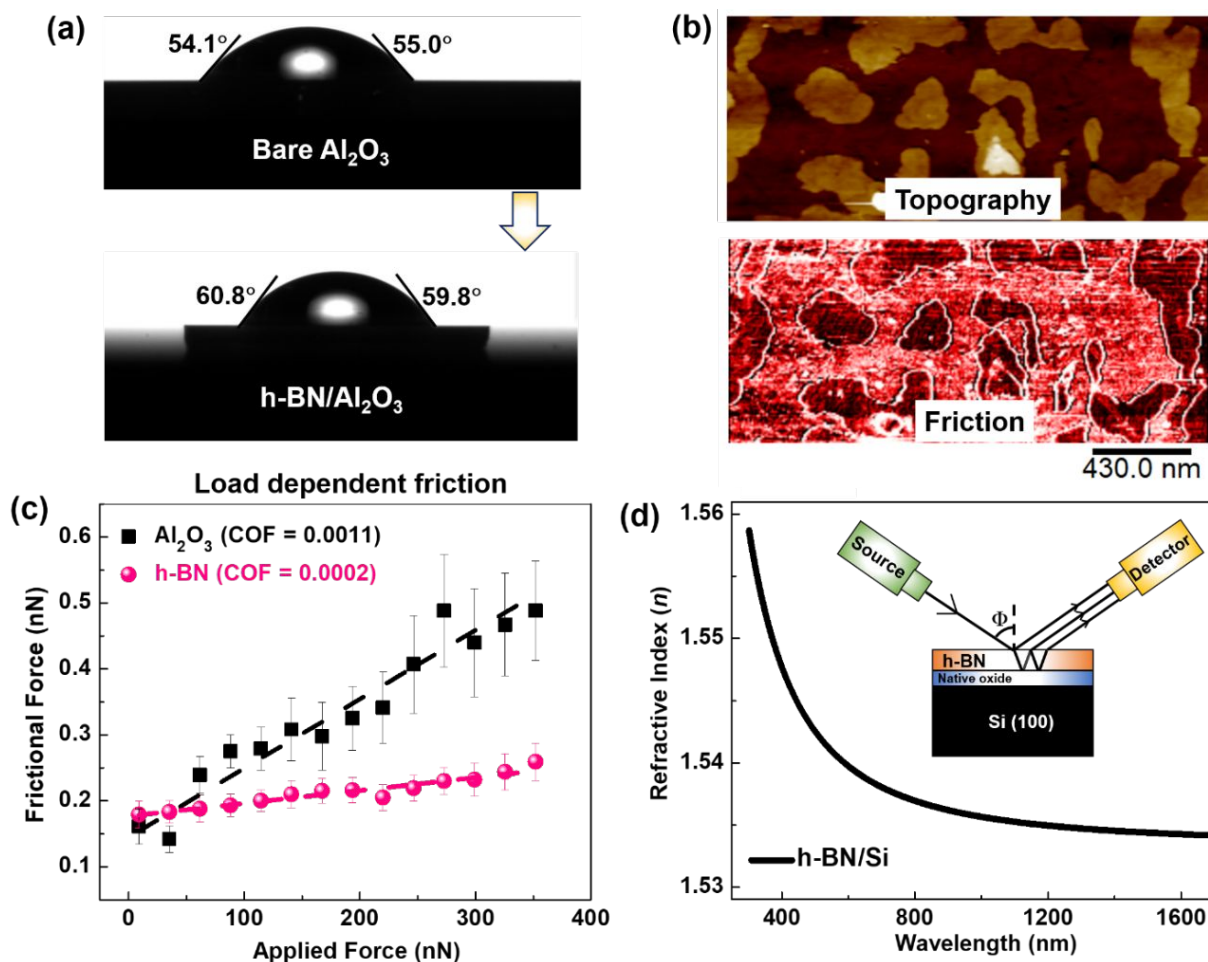 (a)
54.1°
55.0°
Bare Al₂O₃
60.8°
59.8°
h-BN/Al₂O₃
(b)
Topography
Friction
430.0 nm
Load dependent friction
(c)
Al₂O₃ (COF = 0.0011)
h-BN (COF = 0.0002)
Frictional Force (nN)
0.6
0.5
0.4
0.3
0.2
0.1
0
100
200
300
400
Applied Force (nN)
(d)
Source
Detector
Φ
h-BN
Native oxide
Si (100)
h-BN/Si
Refractive Index (n)
1.56
1.55
1.54
1.53
400
800
1200
1600
Wavelength (nm)